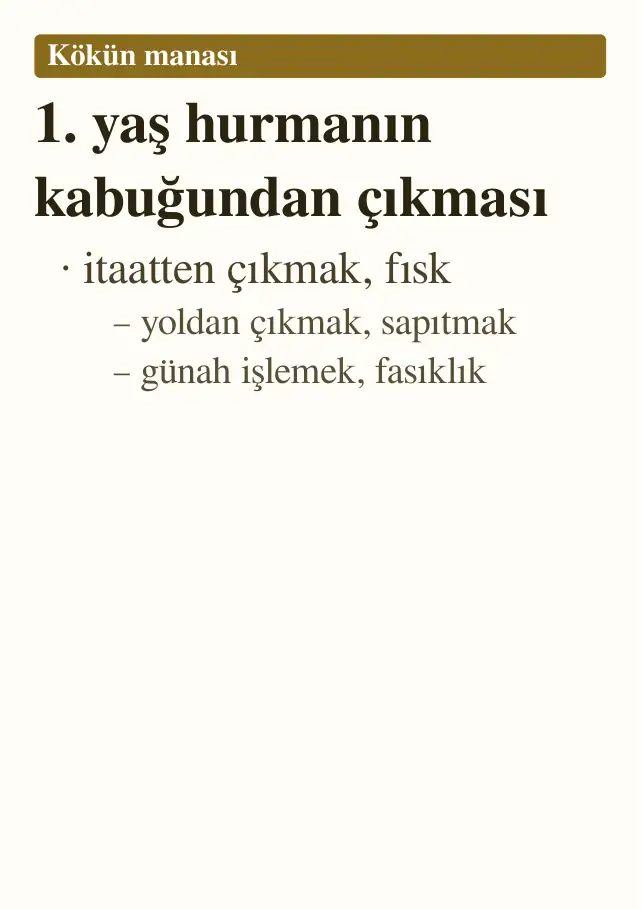 Kökün manası
1. yaş hurmanın
kabuğundan çıkması
· itaatten çıkmak, fısk
– yoldan çıkmak, sapıtmak
– günah işlemek, fasıklık